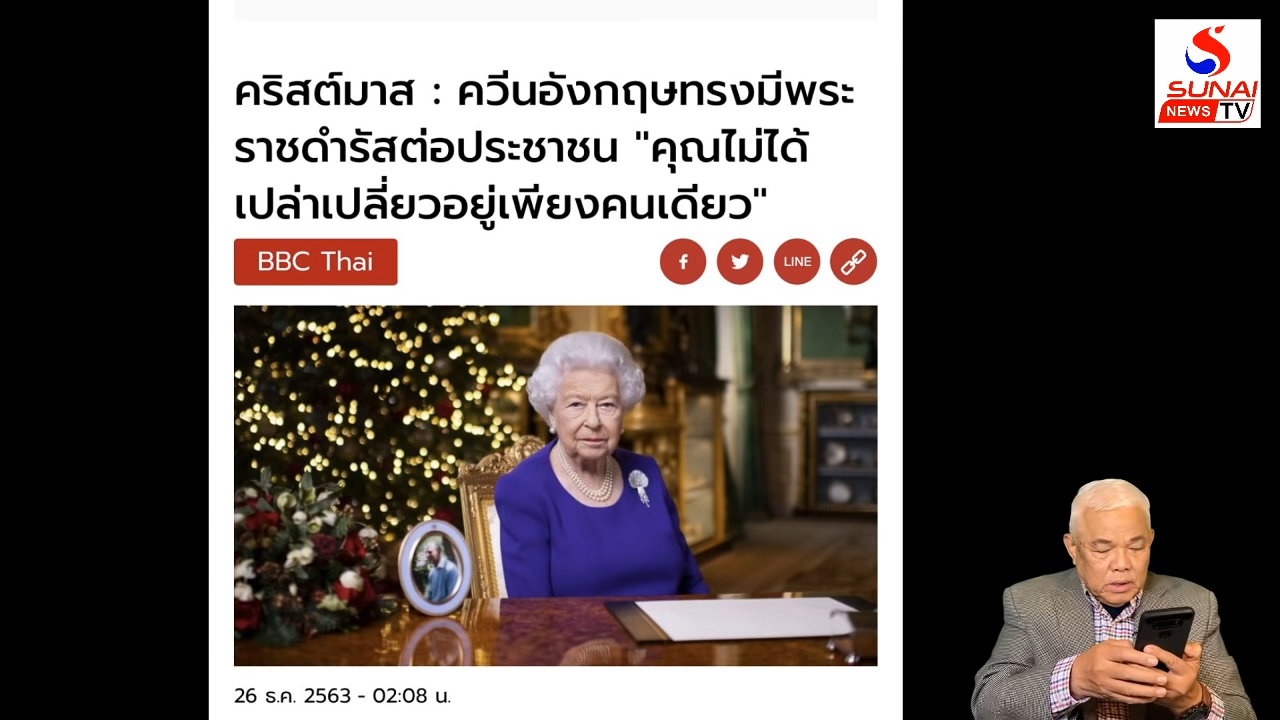 คริสต์มาส : ควีนอังกฤษทรงมีพระ
ราชดำรัสต่อประชาชน "คุณไม่ได้
เปล่าเปลี่ยวอยู่เพียงคนเดียว"
BBC Thai
LINE
26 ธ.ค. 2563 - 02:08 น.
SUNAI
NEWS TV